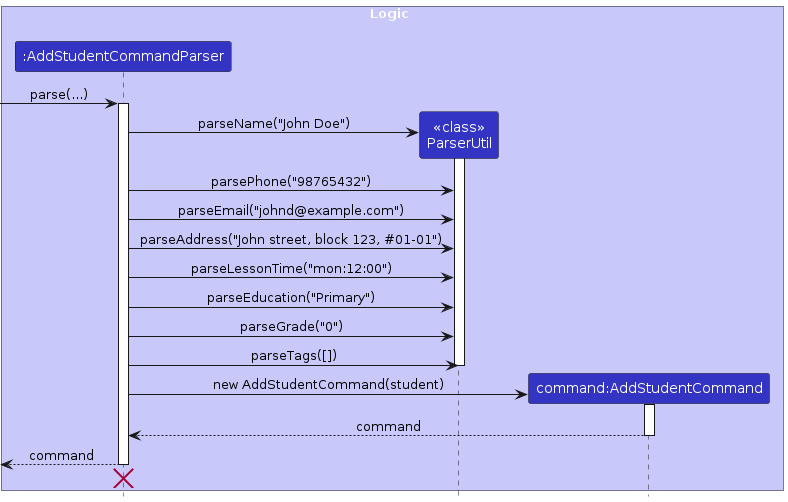 Logic
:AddStudentCommandParser
parse(...)
parseName("John Doe")
«class»
ParserUtil
parsePhone("98765432")
parseEmail("johnd@example.com")
parseAddress("John street, block 123, #01-01")
parseLessonTime("mon:12:00")
parseEducation("Primary")
parseGrade("0")
parseTags([])
new AddStudentCommand(student)
command:AddStudentCommand
command
command